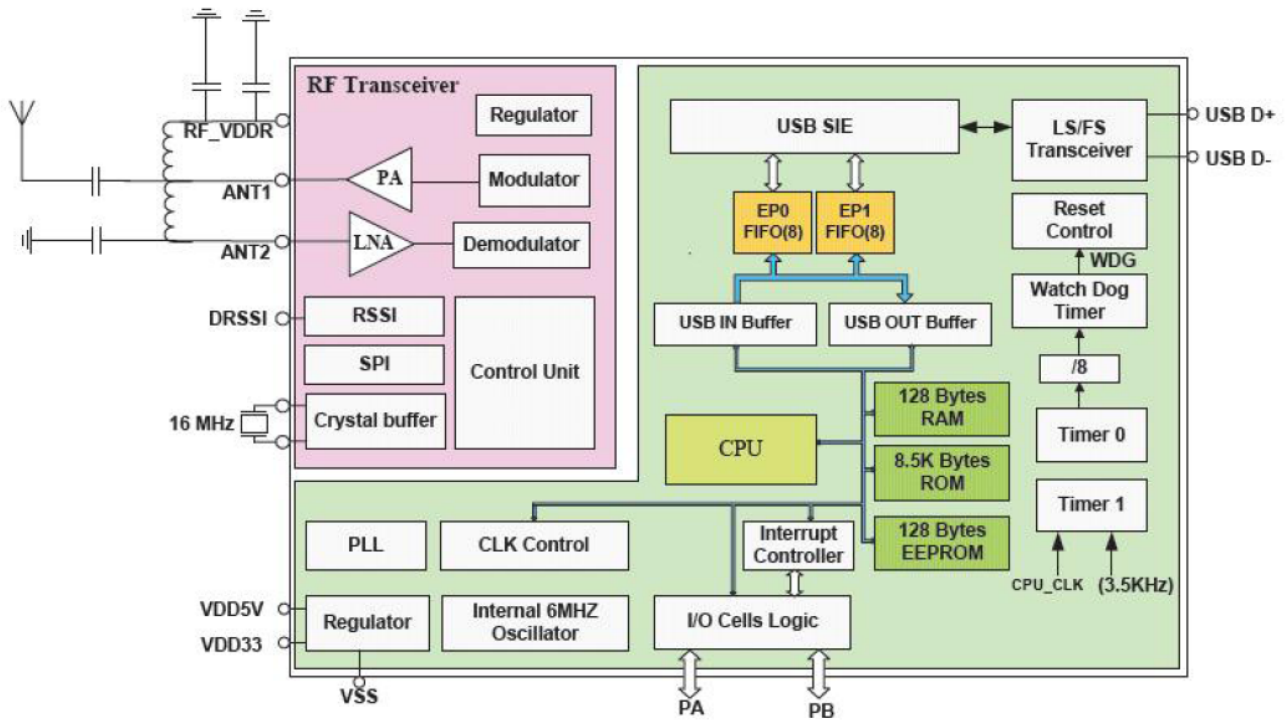 RF Transceiver
RF_VDDR
Regulator
USB SIE
LS/FS
Transceiver
USB D+
USB D-
ANT1
PA
Modulator
EP0
FIFO(8)
EP1
FIFO(8)
Reset
Control
ANT2
LNA
Demodulator
WDG
Watch Dog
Timer
DRSSI
RSSI
USB IN Buffer
USB OUT Buffer
SPI
Control Unit
/8
16 MHz
Crystal buffer
128 Bytes
RAM
Timer 0
CPU
8.5K Bytes
ROM
Timer 1
PLL
CLK Control
Interrupt
Controller
128 Bytes
EEPROM
CPU_CLK
(3.5KHz)
VDD5V
VDD33
Regulator
Internal 6MHZ
Oscillator
I/O Cells Logic
VSS
PA
PB